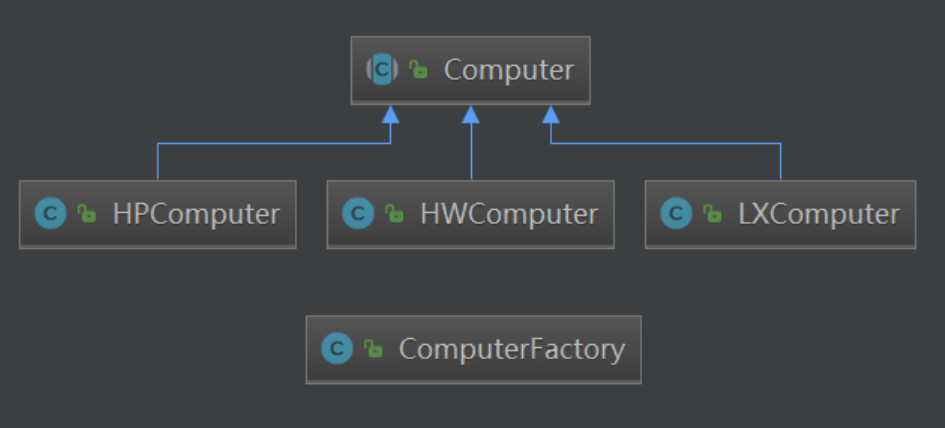 Computer
HPComputer
HWComputer
LXComputer
ComputerFactory